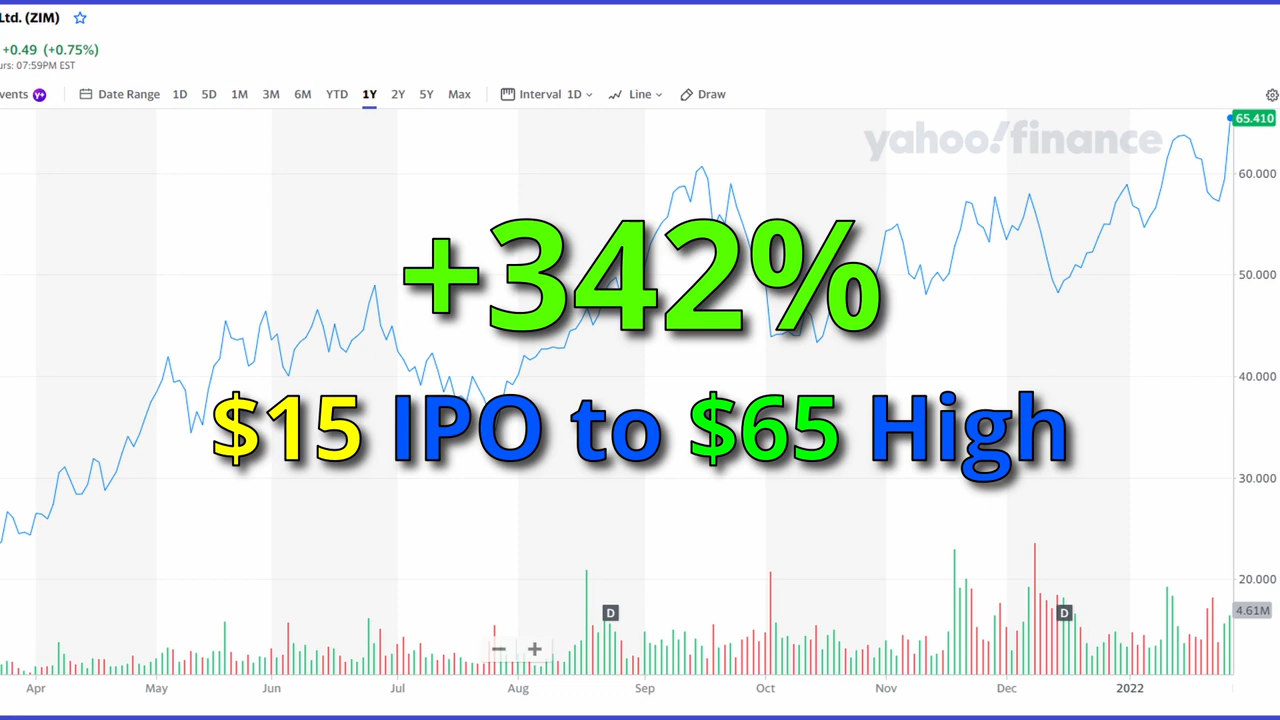 Ltd. (ZIM)
+0.49 (+0.75%)
urs: 07:59PM EST
vents Y+ Date Range 1D 5D 1M 3M 6M YTD 1Y 2Y 5Y Max Interval 1D Line Draw
yahoo!finance
65.410
60.000
+342%
50.000
40.000
$15 IPO to $65 High
30.000
20.000
D D 4.61M
Apr May Jun Jul Aug Sep Oct Nov Dec 2022